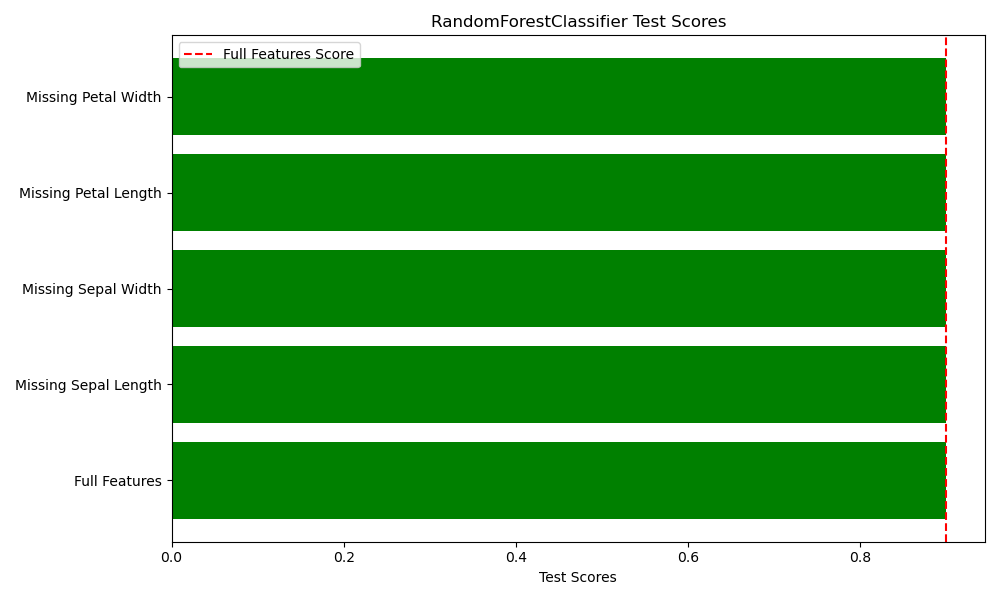 RandomForestClassifier Test Scores
Full Features Score
Missing Petal Width
Missing Petal Length
Missing Sepal Width
Missing Sepal Length
Full Features
0.0 0.2 0.4 0.6 0.8
Test Scores